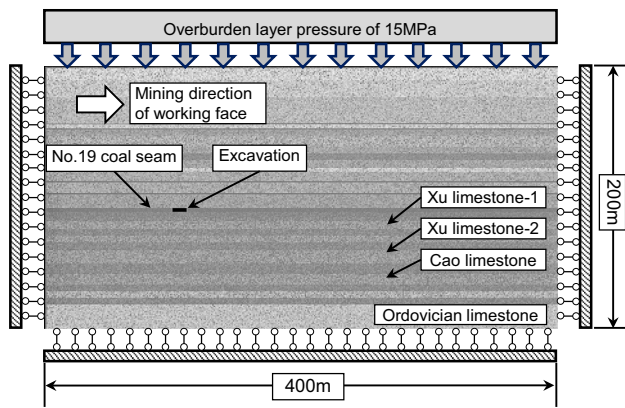 Overburden layer pressure of 15MPa
Mining direction
of working face
No.19 coal seam
Excavation
Xu limestone-1
Xu limestone-2
Cao limestone
Ordovician limestone
200m
400m